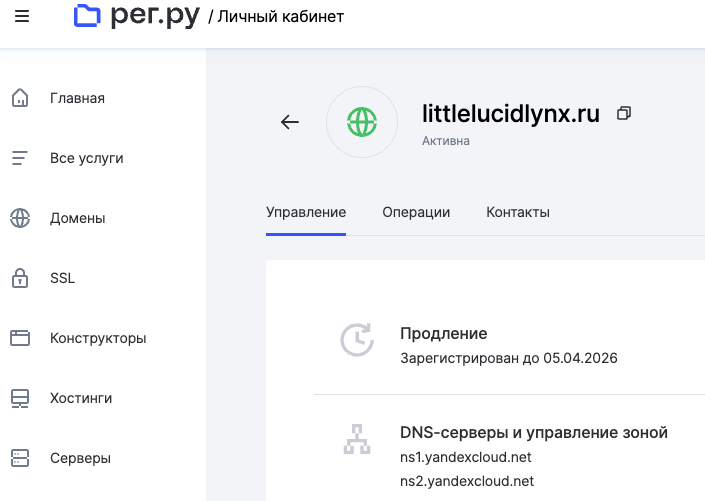 рег.ру / Личный кабинет
Главная
Все услуги
Домены
SSL
Конструкторы
Хостинги
Серверы
littlelucidlynx.ru
Активна
Управление
Операции
Контакты
Продление
Зарегистрирован до 05.04.2026
DNS-серверы и управление зоной
ns1.yandexcloud.net
ns2.yandexcloud.net